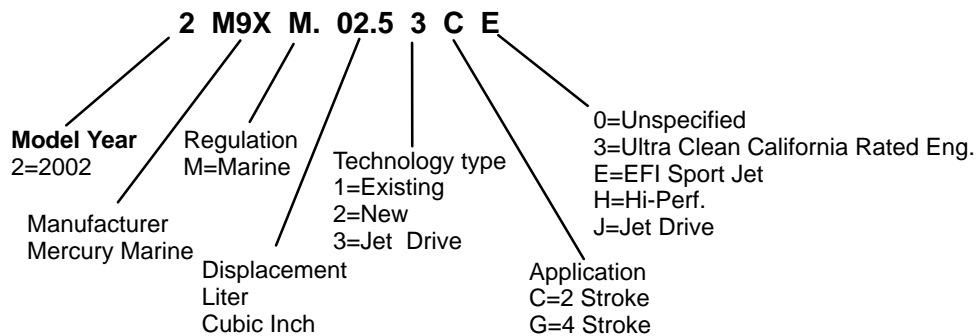 2 M9X M. 02.5 3 C E
Model Year
2=2002
Regulation
M=Marine
Technology type
1=Existing
2=New
3=Jet Drive
0=Unspecified
3=Ultra Clean California Rated Eng.
E=EFI Sport Jet
H=Hi-Perf.
J=Jet Drive
Manufacturer
Mercury Marine
Displacement
Liter
Cubic Inch
Application
C=2 Stroke
G=4 Stroke